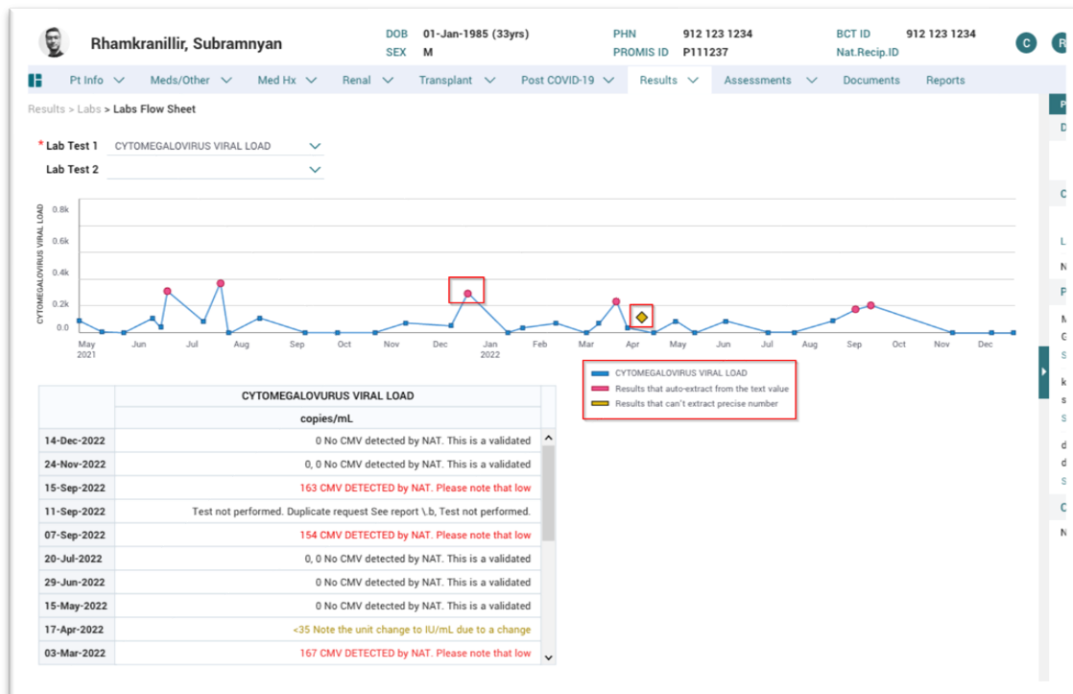 Rhamkranillir, Subramnyan
DOB 01-Jan-1985 (33yrs)
SEX M
PHN 912 123 1234
PROMIS ID P111237
BCT ID 912 123 1234
Nat.Recip.ID
C
R
Pt Info Meds/Other Med Hx Renal Transplant Post COVID-19 Results Assessments Documents Reports
Results > Labs > Labs Flow Sheet
* Lab Test 1 CYTOMEGALOVIRUS VIRAL LOAD
Lab Test 2
CYTOMEGALOVIRUS VIRAL LOAD
0.8k
0.6k
0.4k
0.2k
0.0
May Jun Jul Aug Sep Oct Nov Dec Jan Feb Mar Apr May Jun Jul Aug Sep Oct Nov Dec
2021 2022
CYTOMEGALOVIRUS VIRAL LOAD
Results that auto-extract from the text value
Results that can't extract precise number
CYTOMEGALOVURUS VIRAL LOAD
copies/mL
14-Dec-2022 0 No CMV detected by NAT. This is a validated
24-Nov-2022 0, 0 No CMV detected by NAT. This is a validated
15-Sep-2022 163 CMV DETECTED by NAT. Please note that low
11-Sep-2022 Test not performed. Duplicate request See report \.b, Test not performed.
07-Sep-2022 154 CMV DETECTED by NAT. Please note that low
20-Jul-2022 0, 0 No CMV detected by NAT. This is a validated
29-Jun-2022 0 No CMV detected by NAT. This is a validated
15-May-2022 0 No CMV detected by NAT. This is a validated
17-Apr-2022 <35 Note the unit change to IU/mL due to a change
03-Mar-2022 167 CMV DETECTED by NAT. Please note that low